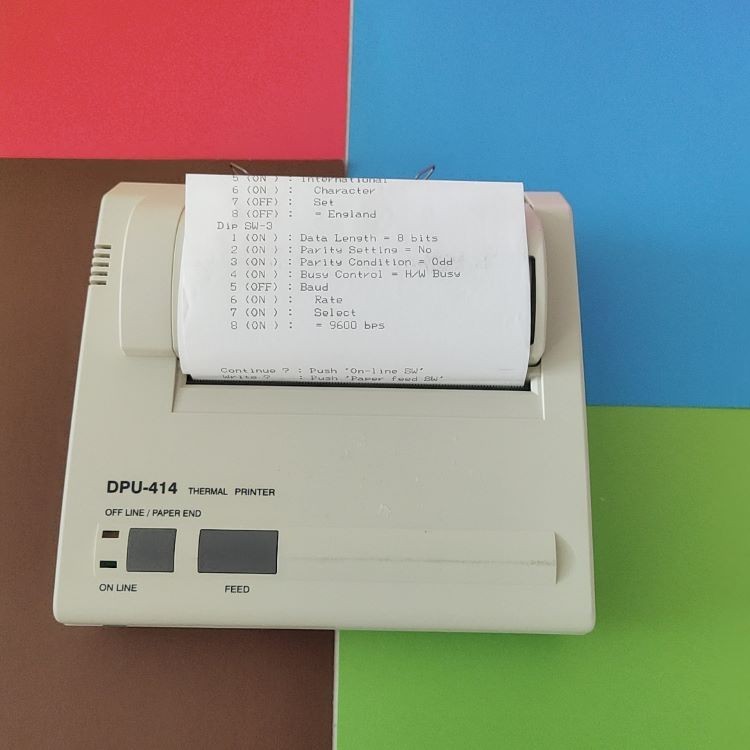 5 (ON ) : International
6 (ON ) : Character
7 (OFF) : Set
8 (OFF) : = England
Dip SW-3
1 (ON ) : Data Length = 8 bits
2 (ON ) : Parity Setting = No
3 (ON ) : Parity Condition = Odd
4 (ON ) : Busy Control = H/W Busy
5 (OFF) : Baud
6 (ON ) : Rate
7 (ON ) : Select
8 (ON ) : = 9600 bps
Continue ? : Push 'On-line SW'
Write ? : Push 'Paper feed SW'
DPU-414 THERMAL PRINTER
OFF LINE / PAPER END
ON LINE FEED